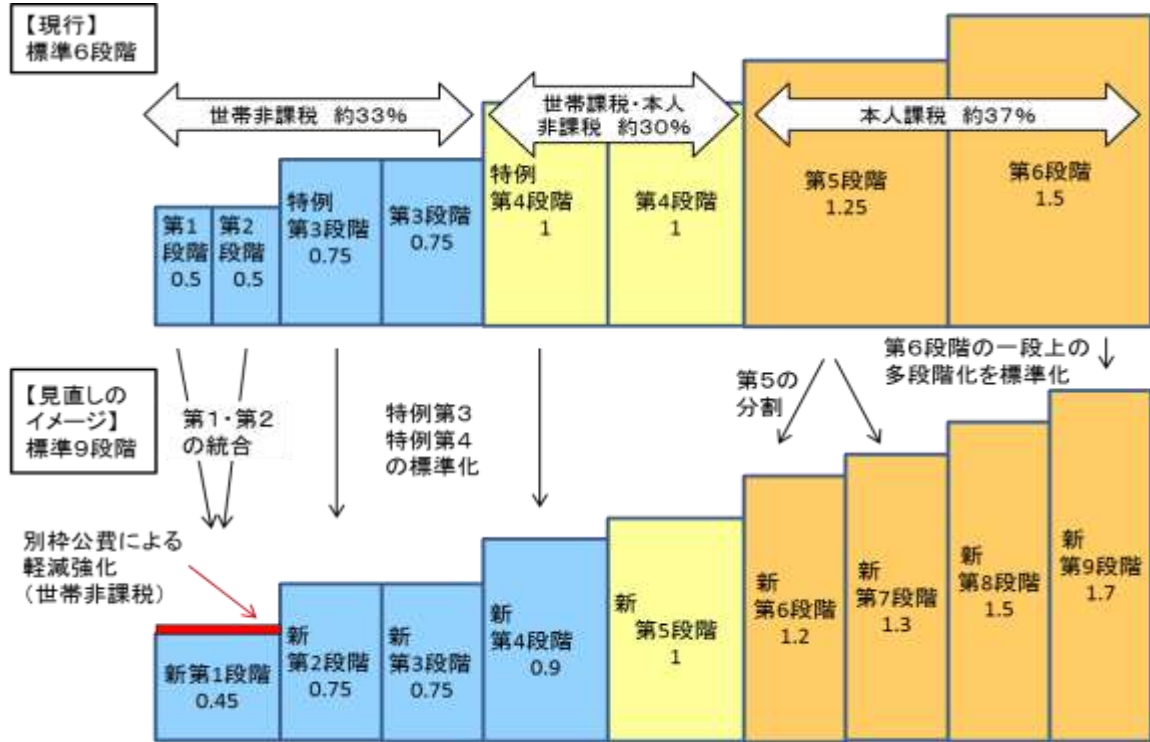 【現行】
標準6段階
世帯非課税 約33%
世帯課税・本人
非課税 約30%
本人課税 約37%
第1
段階
0.5
第2
段階
0.5
特例
第3段階
0.75
第3段階
0.75
特例
第4段階
1
第4段階
1
第5段階
1.25
第6段階
1.5
【見直しの
イメージ】
標準9段階
第1・第2
の統合
特例第3
特例第4
の標準化
第5の
分割
第6段階の一段上の
多段階化を標準化
別枠公費による
軽減強化
(世帯非課税)
新第1段階
0.45
新
第2段階
0.75
新
第3段階
0.75
新
第4段階
0.9
新
第5段階
1
新
第6段階
1.2
新
第7段階
1.3
新
第8段階
1.5
新
第9段階
1.7